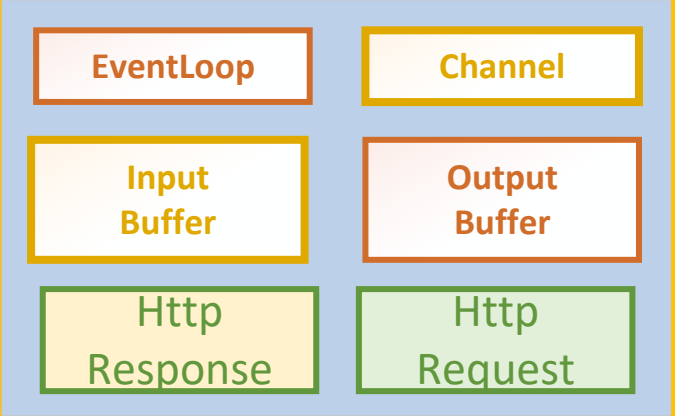 EventLoop
Channel
Input
Buffer
Output
Buffer
Http
Response
Http
Request